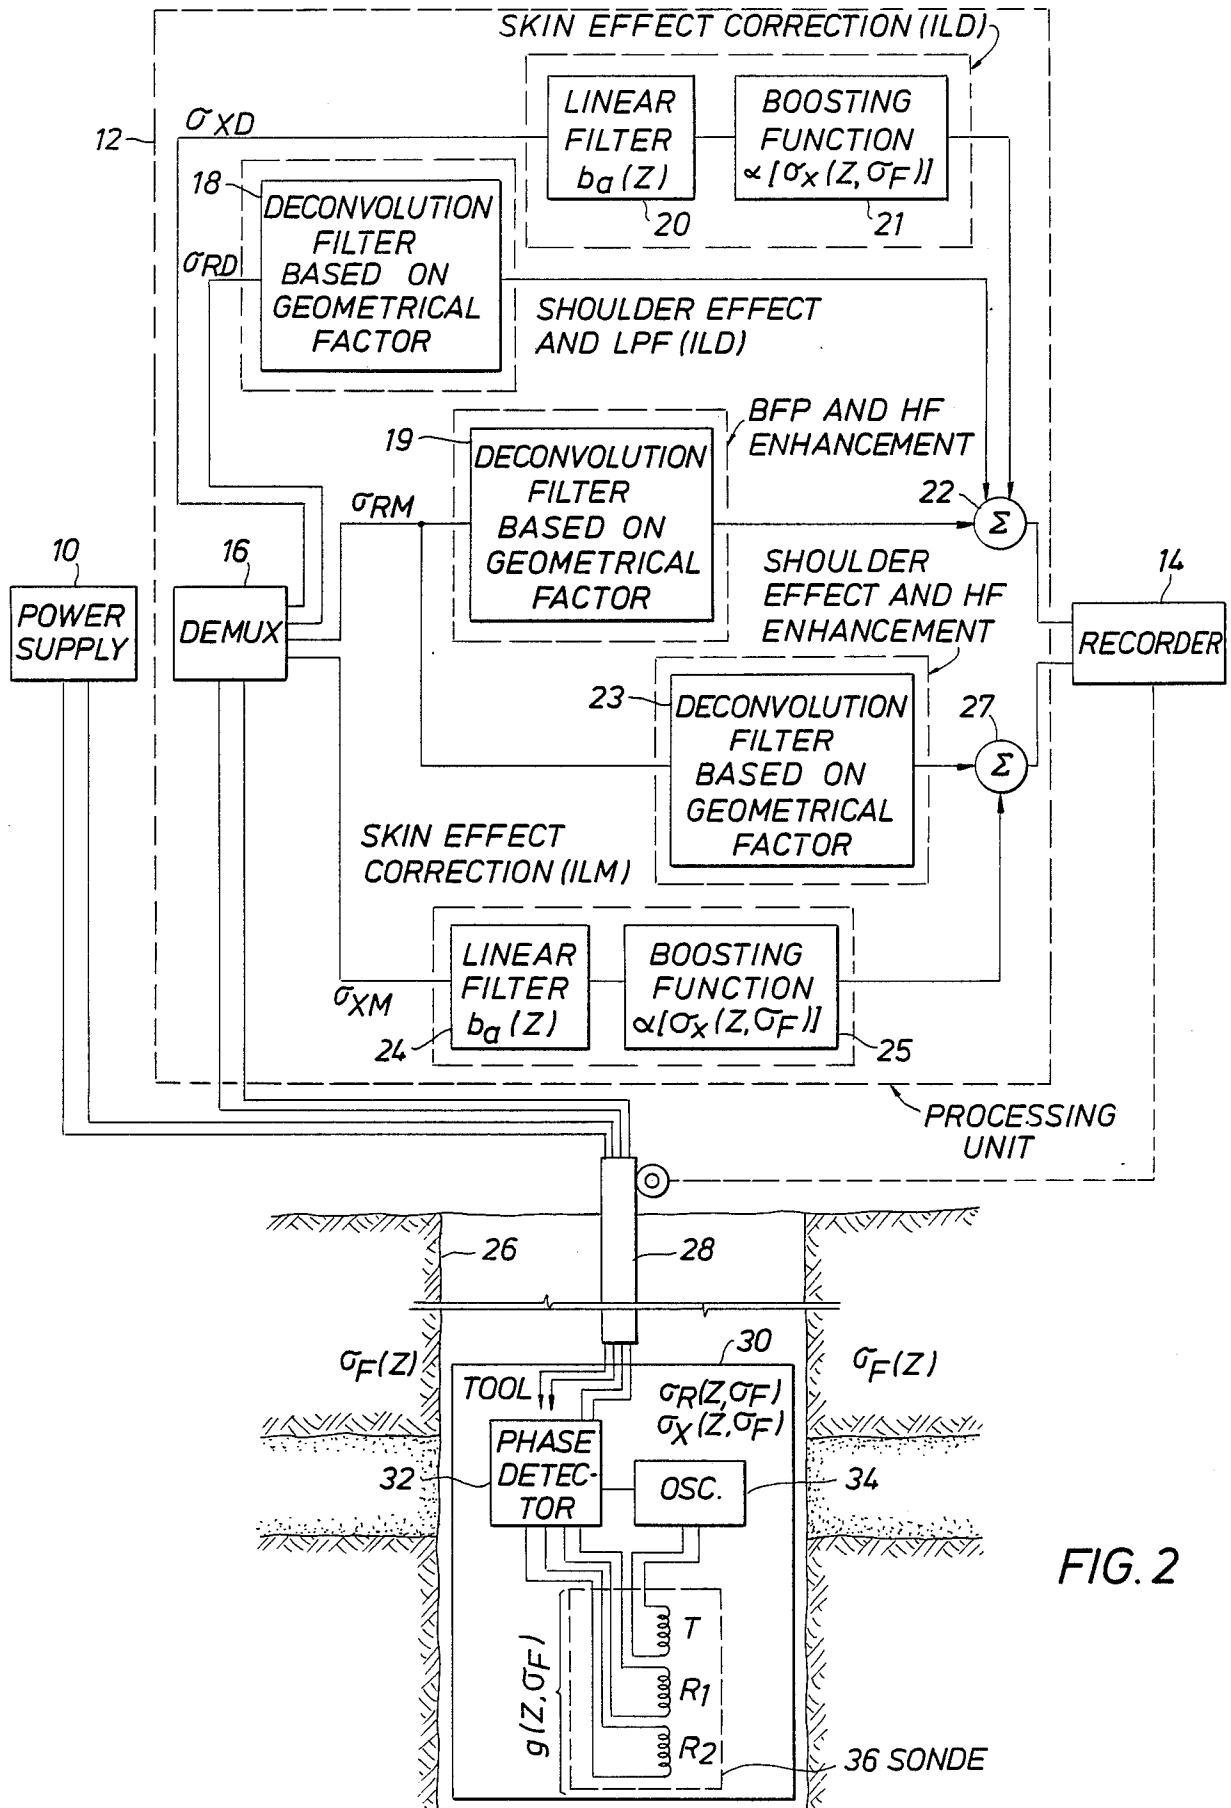 SKIN EFFECT CORRECTION (ILD)
12
σXD
LINEAR
FILTER
ba(Z)
20
BOOSTING
FUNCTION
α[σx(Z,σF)]
21
18
DECONVOLUTION
FILTER
BASED ON
GEOMETRICAL
FACTOR
σRD
SHOULDER EFFECT
AND LPF (ILD)
BFP AND HF
ENHANCEMENT
19
DECONVOLUTION
FILTER
BASED ON
GEOMETRICAL
FACTOR
σRM
22
Σ
10
POWER
SUPPLY
16
DEMUX
SHOULDER
EFFECT AND HF
ENHANCEMENT
14
RECORDER
23
DECONVOLUTION
FILTER
BASED ON
GEOMETRICAL
FACTOR
27
Σ
SKIN EFFECT
CORRECTION (ILM)
σXM
LINEAR
FILTER
ba(Z)
24
BOOSTING
FUNCTION
α[σx(Z,σF)]
25
PROCESSING
UNIT
26
28
30
σF(Z)
σF(Z)
TOOL
σR(Z,σF)
σX(Z,σF)
PHASE
DETEC-
TOR
32
OSC.
34
FIG. 2
g(Z,σF)
T
R1
R2
36 SONDE